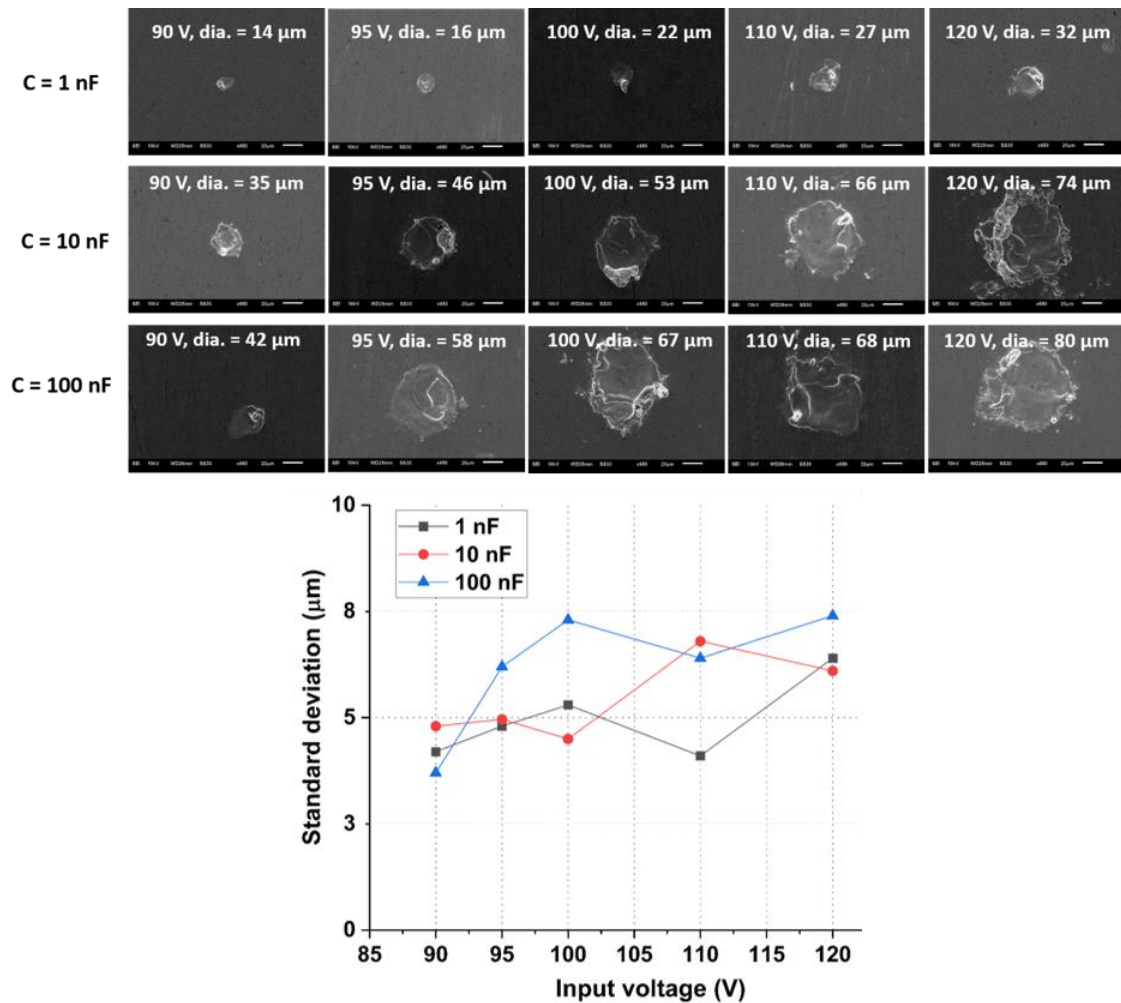 90 V, dia. = 14 µm
95 V, dia. = 16 µm
100 V, dia. = 22 µm
110 V, dia. = 27 µm
120 V, dia. = 32 µm
C = 1 nF
90 V, dia. = 35 µm
95 V, dia. = 46 µm
100 V, dia. = 53 µm
110 V, dia. = 66 µm
120 V, dia. = 74 µm
C = 10 nF
90 V, dia. = 42 µm
95 V, dia. = 58 µm
100 V, dia. = 67 µm
110 V, dia. = 68 µm
120 V, dia. = 80 µm
C = 100 nF
1 nF
10 nF
100 nF
Standard deviation (µm)
10
8
5
3
0
85
90
95
100
105
110
115
120
Input voltage (V)